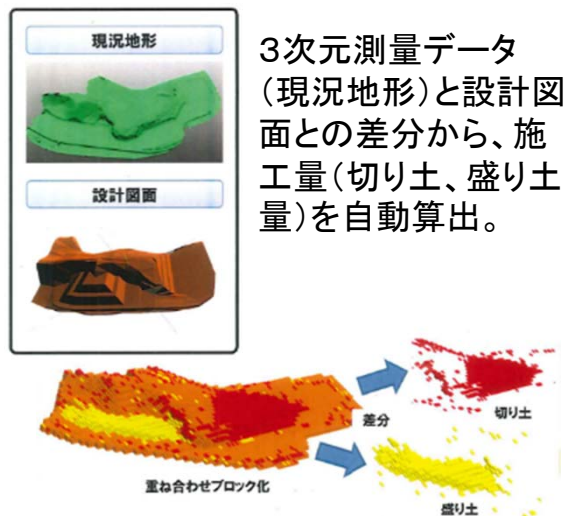 現況地形
設計図面
３次元測量データ
（現況地形）と設計図
面との差分から、施
工量（切り土、盛り土
量）を自動算出。
差分
切り土
重ね合わせブロック化
盛り土